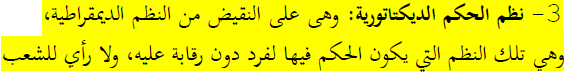 3- نظم الحكم الديكتاتورية: وهى على النقيض من النظم الديمقراطية،
وهي تلك النظم التي يكون الحكم فيها لفرد دون رقابة عليه، ولا رأي للشعب